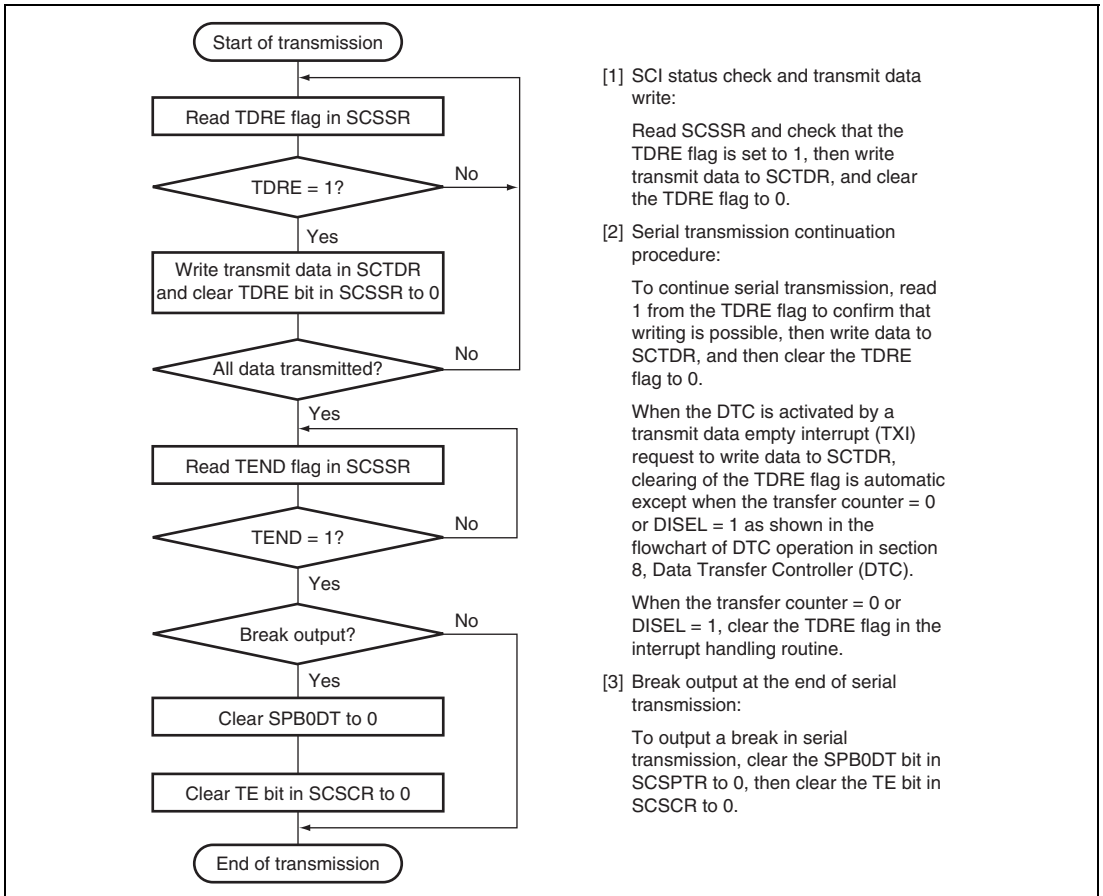 Start of transmission
Read TDRE flag in SCSSR
TDRE = 1?
No
Yes
Write transmit data in SCTDR
and clear TDRE bit in SCSSR to 0
All data transmitted?
No
Yes
Read TEND flag in SCSSR
TEND = 1?
No
Yes
Break output?
No
Yes
Clear SPB0DT to 0
Clear TE bit in SCSCR to 0
End of transmission
[1] SCI status check and transmit data
write:
Read SCSSR and check that the
TDRE flag is set to 1, then write
transmit data to SCTDR, and clear
the TDRE flag to 0.
[2] Serial transmission continuation
procedure:
To continue serial transmission, read
1 from the TDRE flag to confirm that
writing is possible, then write data to
SCTDR, and then clear the TDRE
flag to 0.
When the DTC is activated by a
transmit data empty interrupt (TXI)
request to write data to SCTDR,
clearing of the TDRE flag is automatic
except when the transfer counter = 0
or DISEL = 1 as shown in the
flowchart of DTC operation in section
8, Data Transfer Controller (DTC).
When the transfer counter = 0 or
DISEL = 1, clear the TDRE flag in the
interrupt handling routine.
[3] Break output at the end of serial
transmission:
To output a break in serial
transmission, clear the SPB0DT bit in
SCSPTR to 0, then clear the TE bit in
SCSCR to 0.